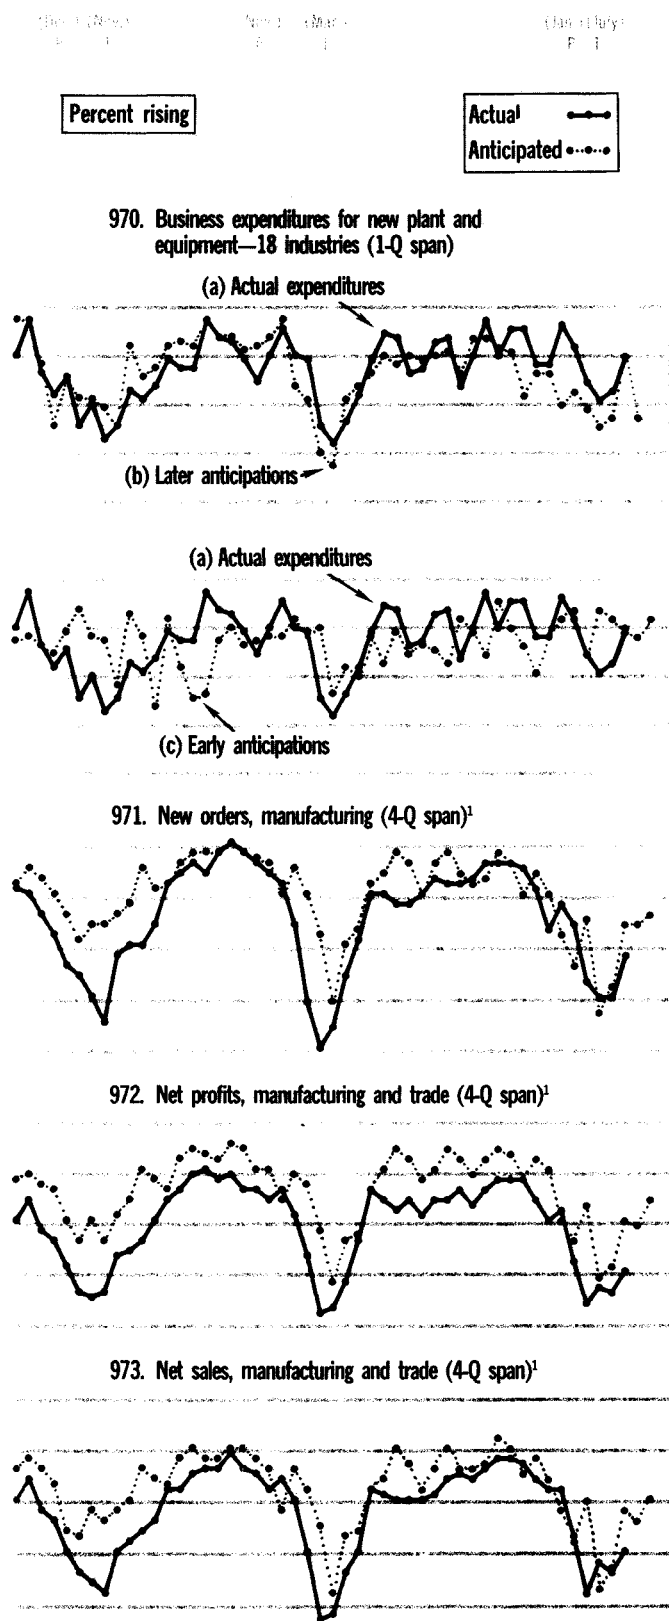 Percent rising
Actual
Anticipated
970. Business expenditures for new plant and
equipment—18 industries (1-Q span)
(a) Actual expenditures
(b) Later anticipations
(a) Actual expenditures
(c) Early anticipations
971. New orders, manufacturing (4-Q span)¹
972. Net profits, manufacturing and trade (4-Q span)¹
973. Net sales, manufacturing and trade (4-Q span)¹